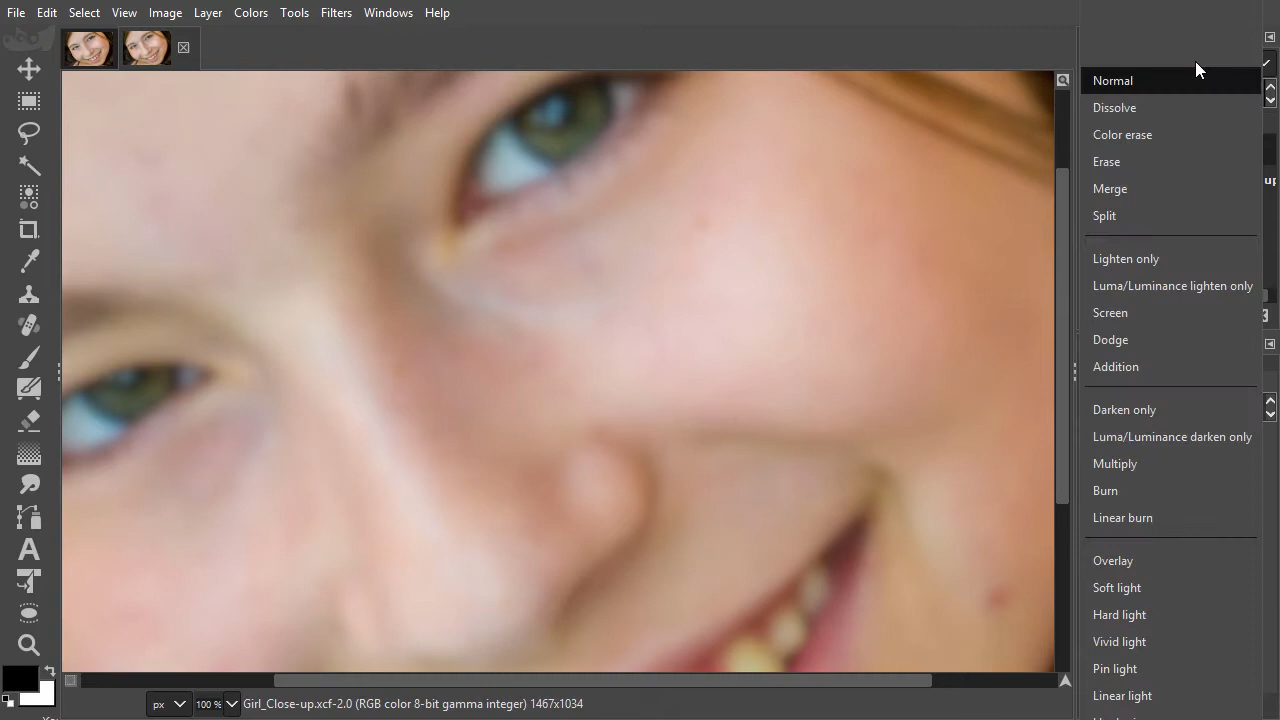 File Edit Select View Image Layer Colors Tools Filters Windows Help
Normal
Dissolve
Color erase
Erase
Merge
Split
Lighten only
Luma/Luminance lighten only
Screen
Dodge
Addition
Darken only
Luma/Luminance darken only
Multiply
Burn
Linear burn
Overlay
Soft light
Hard light
Vivid light
Pin light
Linear light
px 100 % Girl_Close-up.xcf-2.0 (RGB color 8-bit gamma integer) 1467x1034